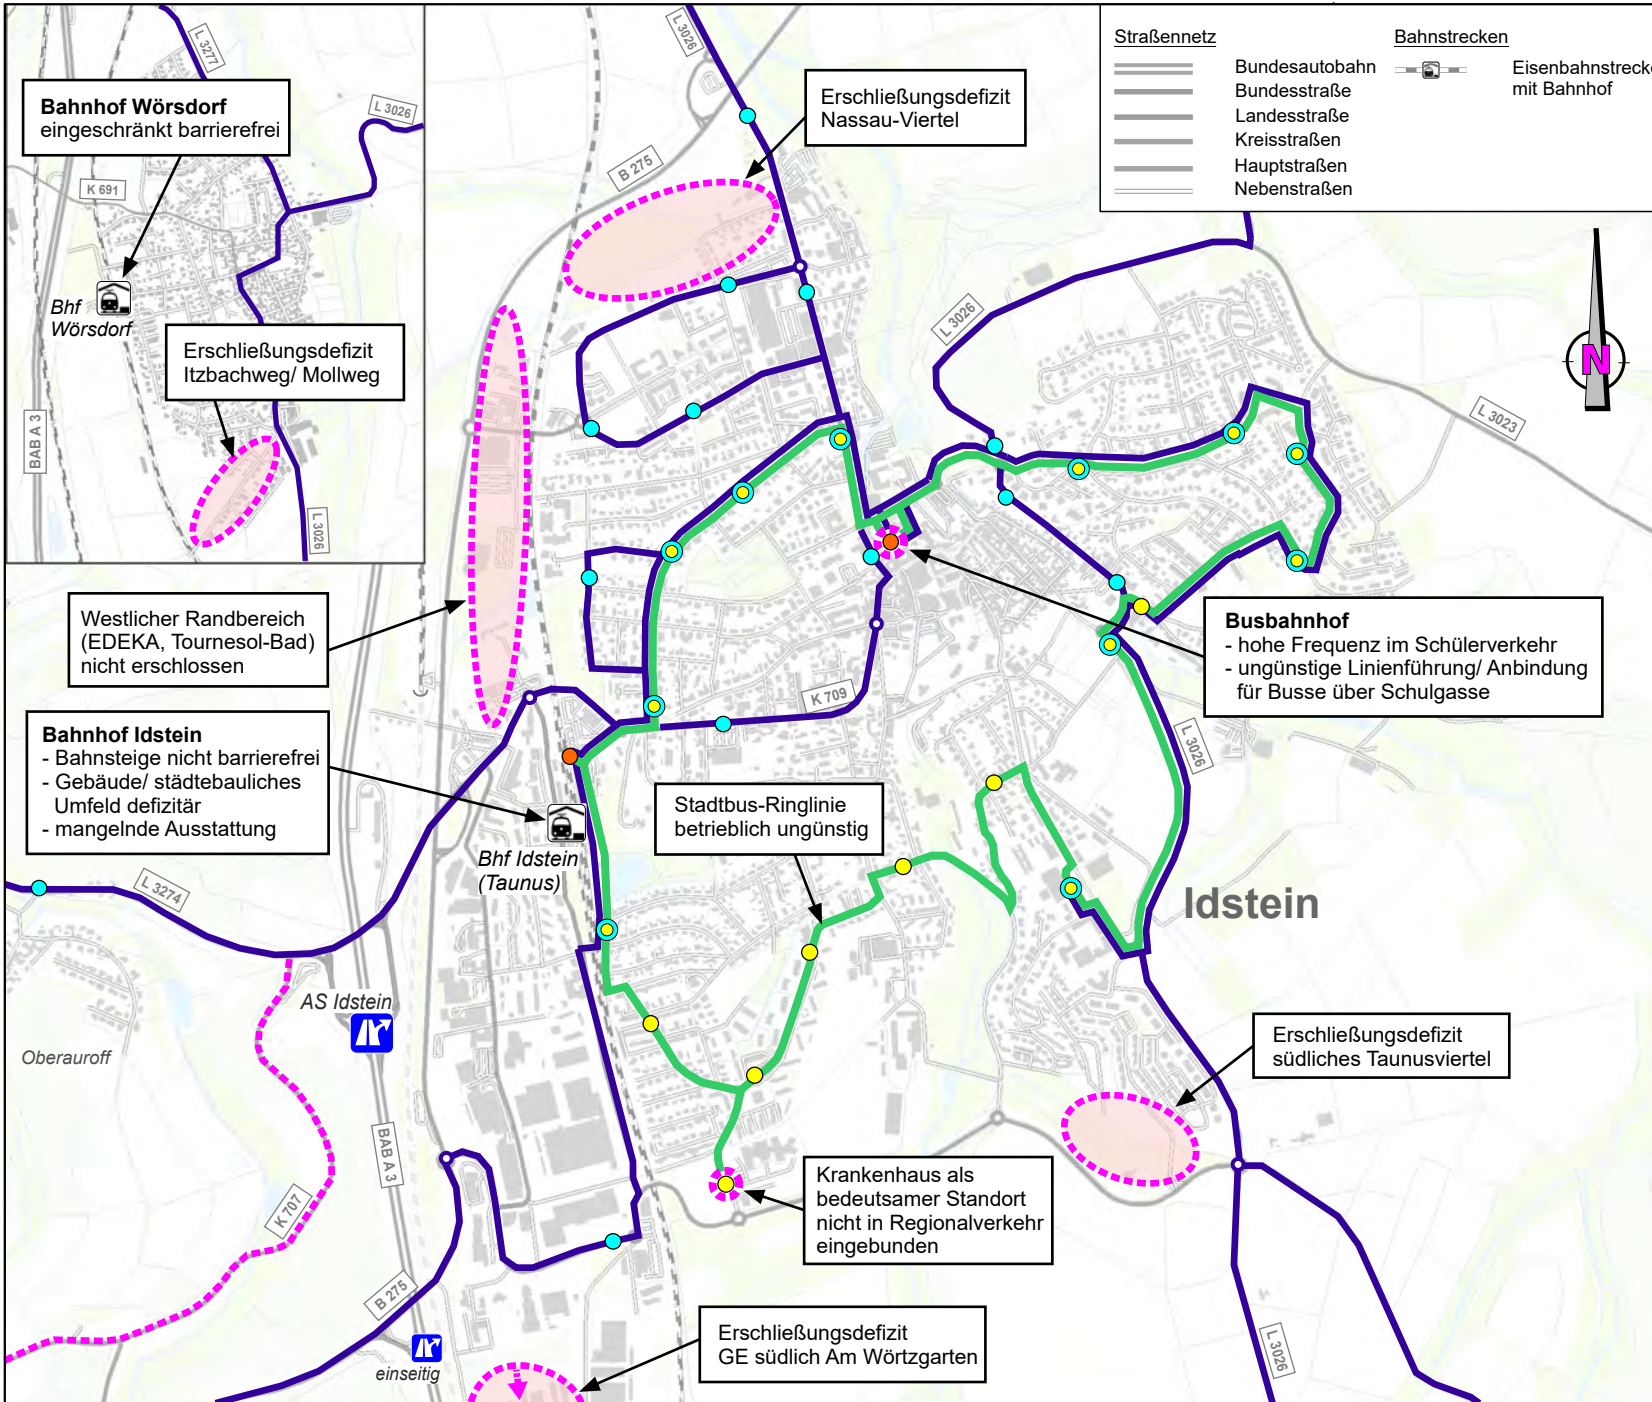 L 3277
Bahnhof Wörsdorf
eingeschränkt barrierefrei
L 3026
K 691
Bhf
Wörsdorf
Erschließungsdefizit
Itzbachweg/ Mollweg
BAB A 3
L 3026
L 3026
Erschließungsdefizit
Nassau-Viertel
B 275
Straßennetz
Bundesautobahn
Bundesstraße
Landesstraße
Kreisstraßen
Hauptstraßen
Nebenstraßen
Bahnstrecken
Eisenbahnstrecke
mit Bahnhof
N
L 3026
L 3023
Westlicher Randbereich
(EDEKA, Tournesol-Bad)
nicht erschlossen
Busbahnhof
- hohe Frequenz im Schülerverkehr
- ungünstige Linienführung/ Anbindung
für Busse über Schulgasse
K 709
L 3026
Bahnhof Idstein
- Bahnsteige nicht barrierefrei
- Gebäude/ städtebauliches
Umfeld defizitär
- mangelnde Ausstattung
Stadtbus-Ringlinie
betrieblich ungünstig
Bhf Idstein
(Taunus)
L 3274
Idstein
AS Idstein
Oberauroff
Erschließungsdefizit
südliches Taunusviertel
BAB A 3
K 707
Krankenhaus als
bedeutsamer Standort
nicht in Regionalverkehr
eingebunden
B 275
einseitig
Erschließungsdefizit
GE südlich Am Wörtzgarten
L 3026